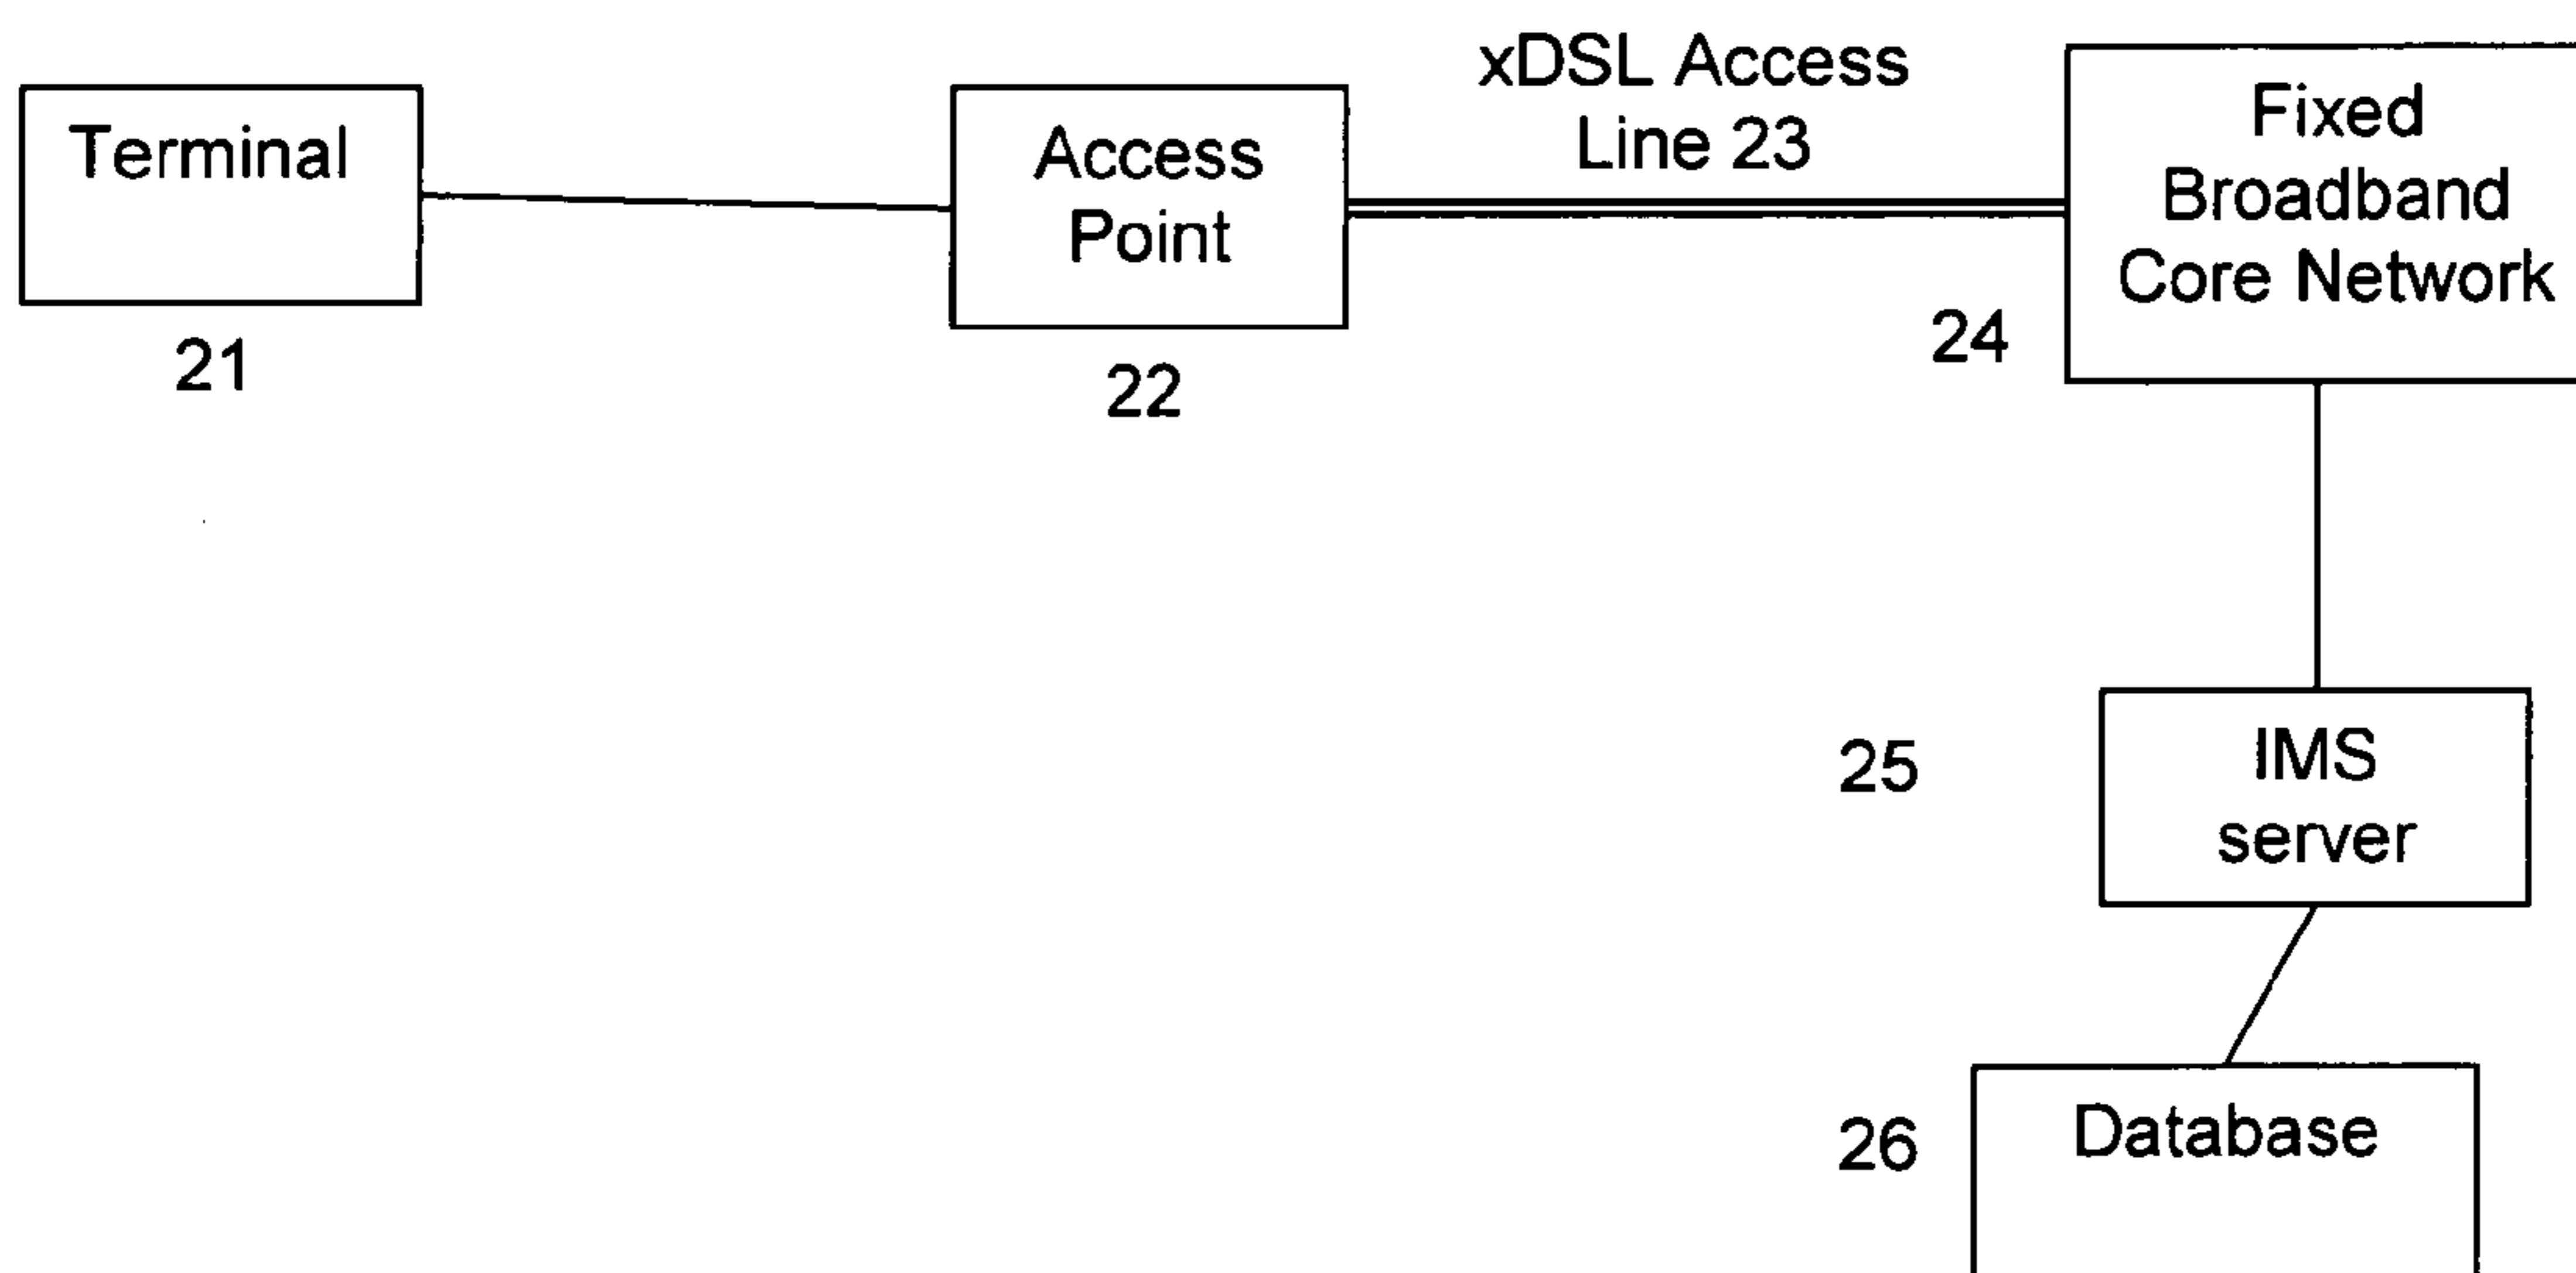 Terminal
21
Access
Point
22
xDSL Access
Line 23
Fixed
Broadband
Core Network
24
25
IMS
server
26
Database